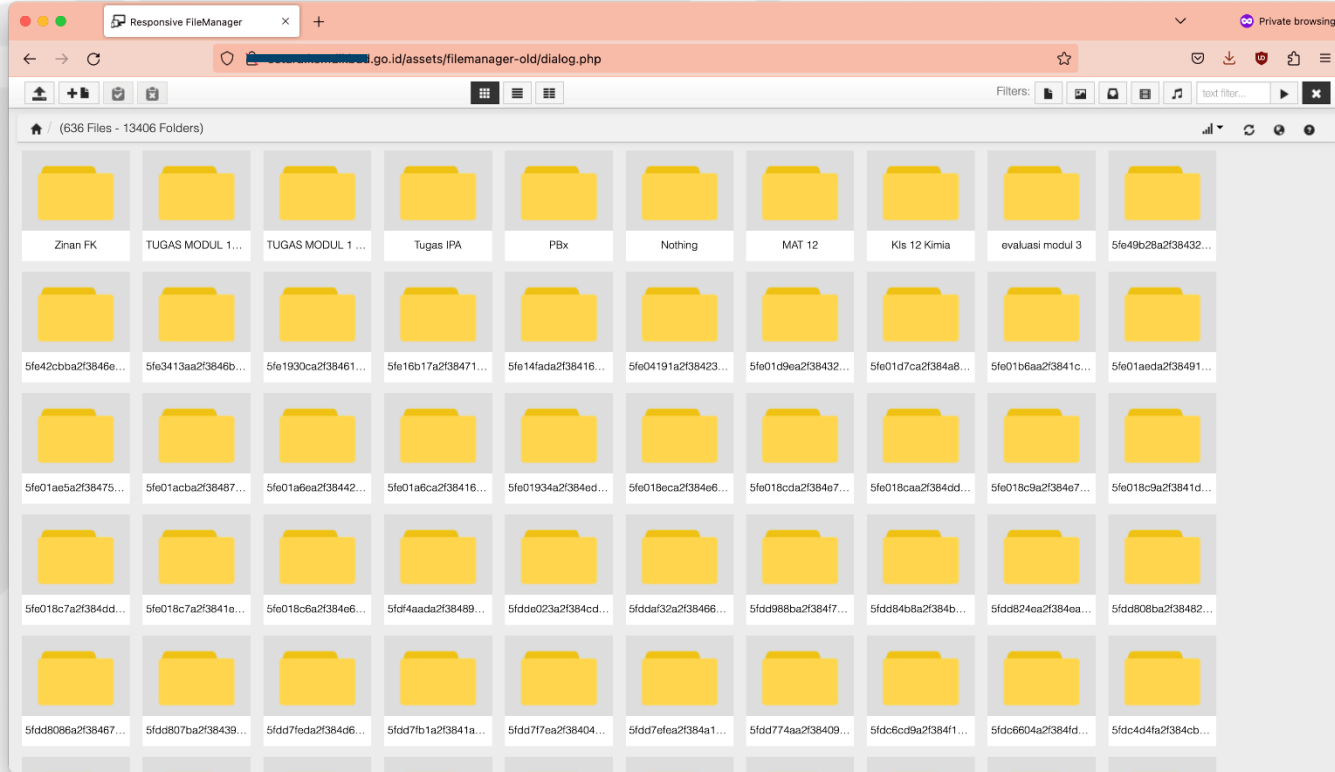 Responsive FileManager
Private browsing
.go.id/assets/filemanager-old/dialog.php
Filters:
text filter...
(636 Files - 13406 Folders)
Zinan FK
TUGAS MODUL 1...
TUGAS MODUL 1 ...
Tugas IPA
PBx
Nothing
MAT 12
Kls 12 Kimia
evaluasi modul 3
5fe49b28a2f38432...
5fe42cbba2f3846e...
5fe3413aa2f3846b...
5fe1930ca2f38461...
5fe16b17a2f38471...
5fe14fada2f38416...
5fe04191a2f38423...
5fe01d9ea2f38432...
5fe01d7ca2f384a8...
5fe01b6aa2f3841c...
5fe01aeda2f38491...
5fe01ae5a2f38475...
5fe01acba2f38487...
5fe01a6ea2f38442...
5fe01a6ca2f38416...
5fe01934a2f384ed...
5fe018eca2f384e6...
5fe018cda2f384e7...
5fe018caa2f384dd...
5fe018c9a2f384e7...
5fe018c9a2f3841d...
5fe018c7a2f384dd...
5fe018c7a2f3841e...
5fe018c6a2f384e6...
5fdf4aada2f38489...
5fdde023a2f384cd...
5fddaf32a2f38466...
5fdd988ba2f384f7...
5fdd84b8a2f384b...
5fdd824ea2f384ea...
5fdd808ba2f38482...
5fdd8086a2f38467...
5fdd807ba2f38439...
5fdd7feda2f384d6...
5fdd7fb1a2f3841a...
5fdd7f7ea2f38404...
5fdd7efea2f384a1...
5fdd774aa2f38409...
5fdc6cd9a2f384f1...
5fdc6604a2f384fd...
5fdc4d4fa2f384cb...